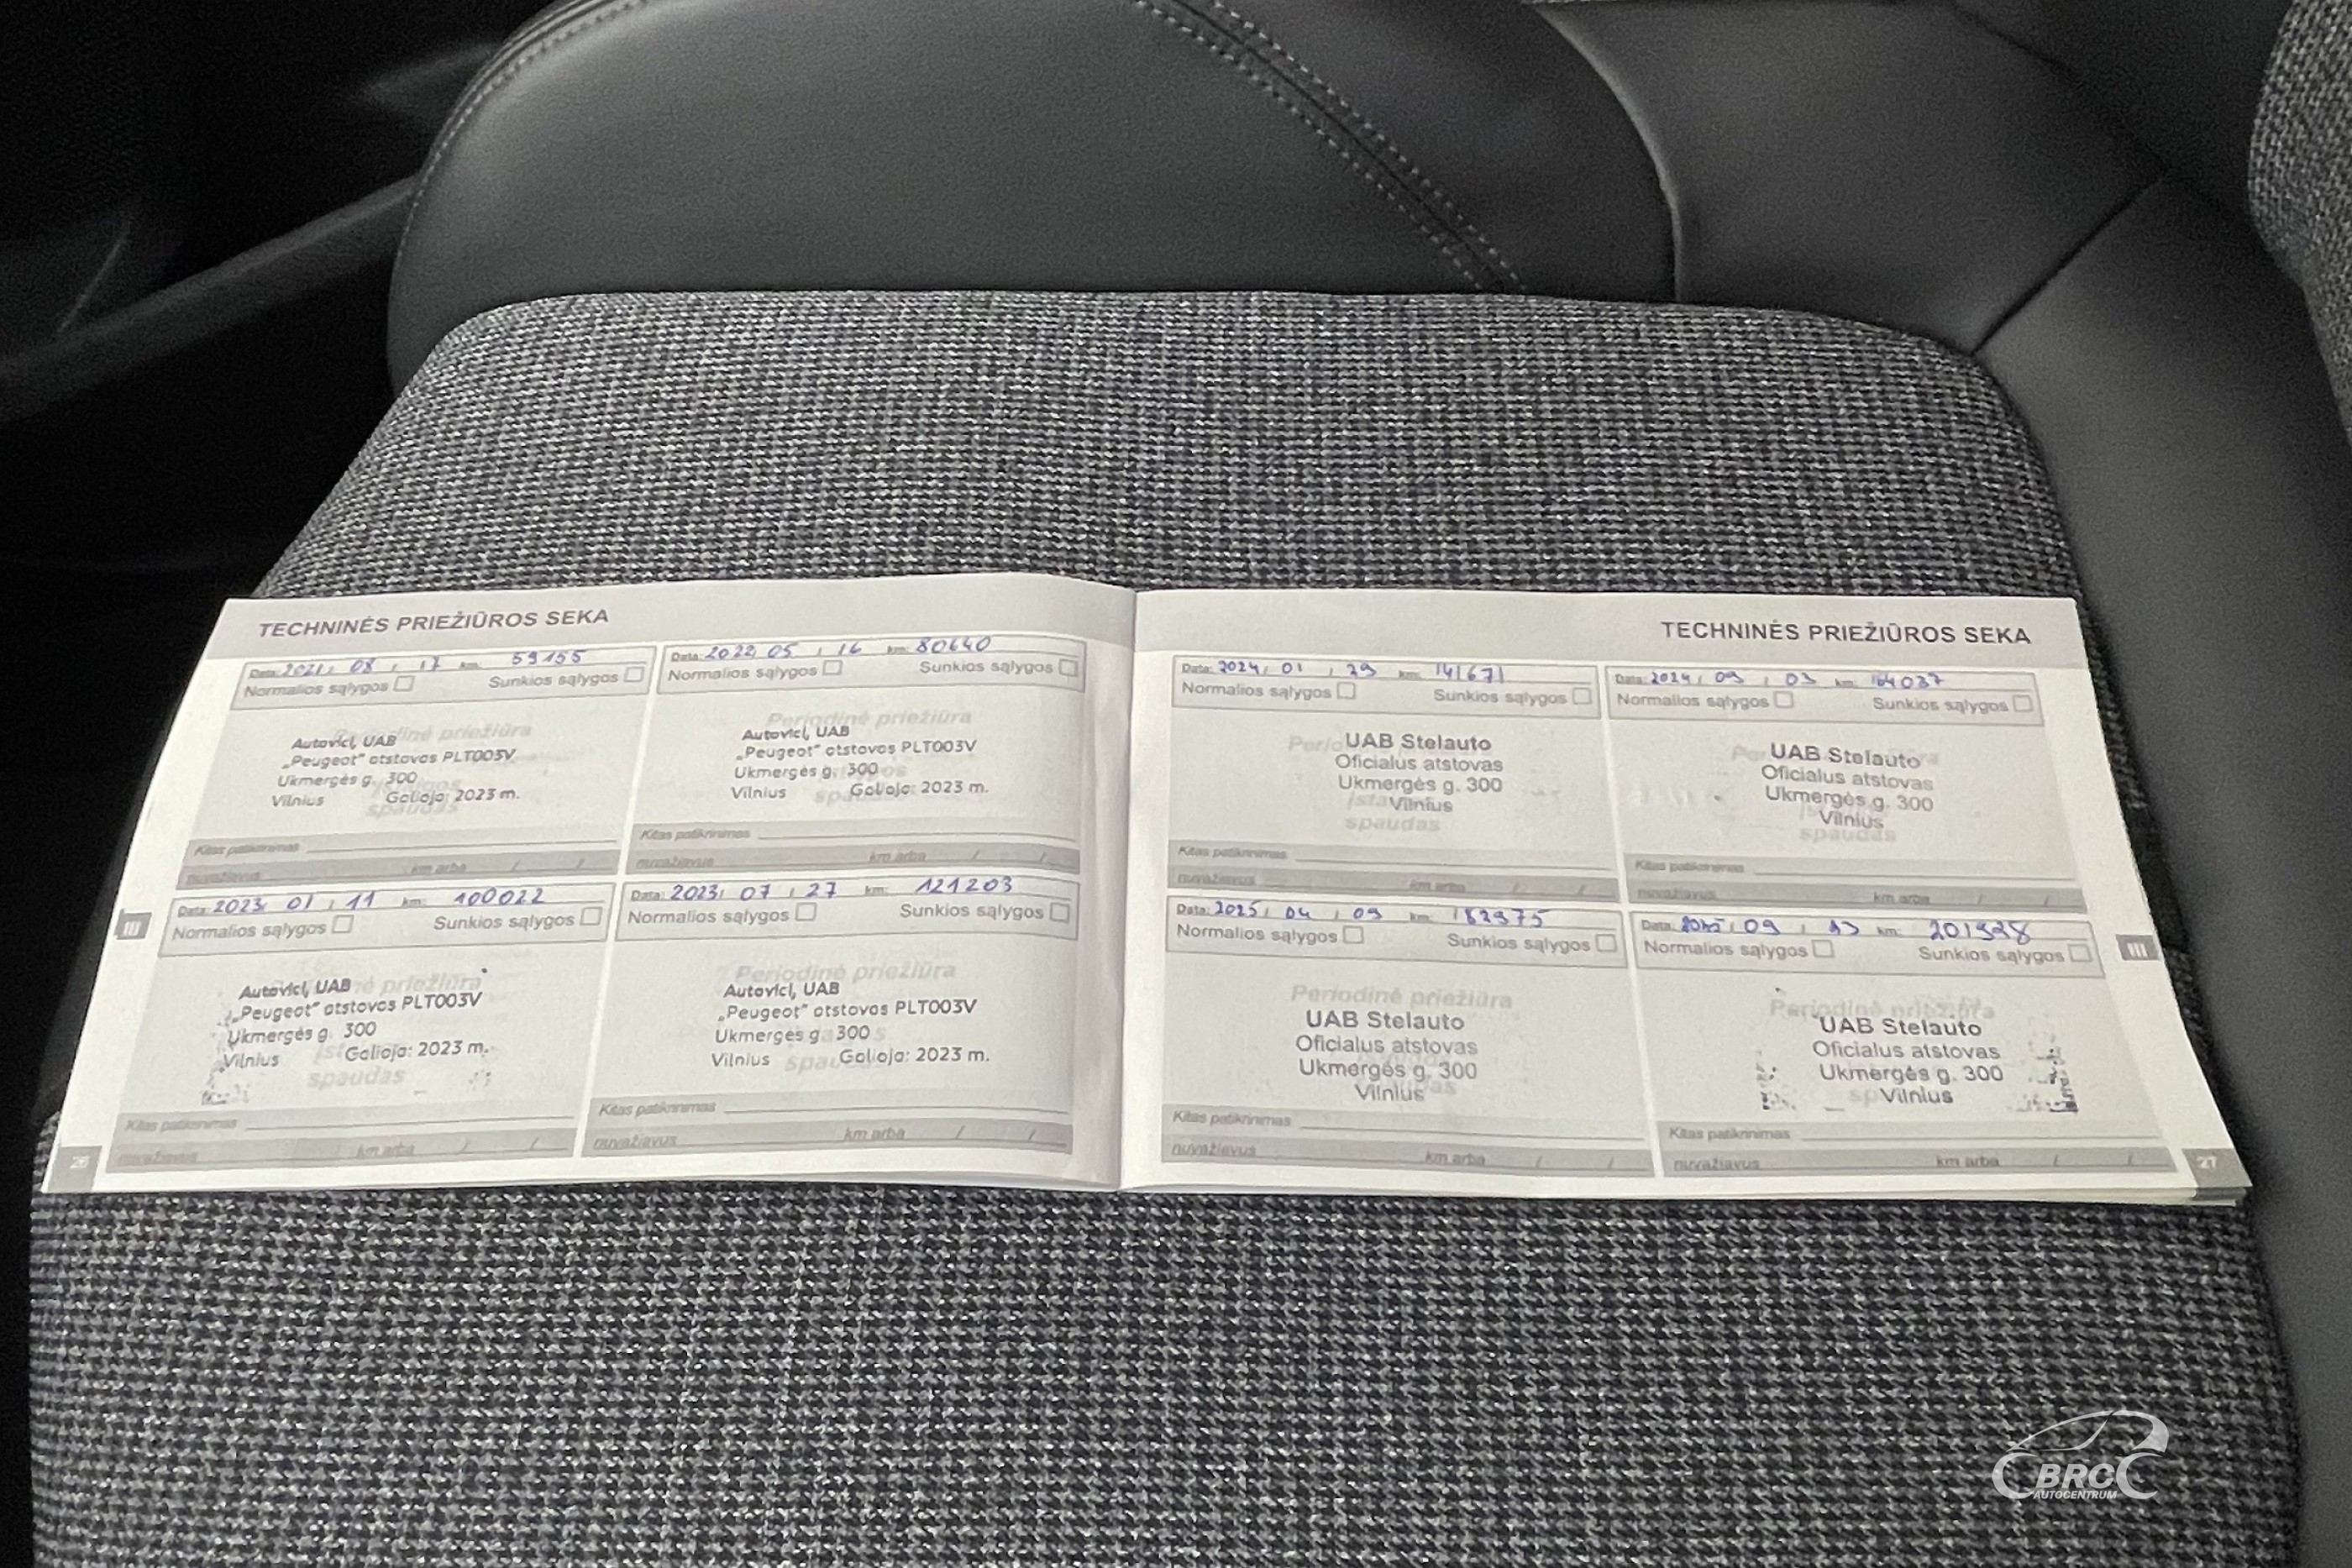 TECHNINĖS PRIEŽIŪROS SEKA
Data: 2021 08 17 km: 59155
Normalios sąlygos Sunkios sąlygos
Autovici, UAB
„Peugeot" atstovas PLT003V
Ukmergės g. 300
Vilnius Galioja: 2023 m.
spaudas
Kitas patikrinimas
nuvažiavus km arba / /
Data: 2022 05 16 km: 80640
Normalios sąlygos Sunkios sąlygos
Periodinė priežiūra
Autovici, UAB
„Peugeot" atstovas PLT003V
Ukmergės g. 300
Vilnius Galioja: 2023 m.
Kitas patikrinimas
nuvažiavus km arba / /
Data: 2023 01 11 km: 100022
Normalios sąlygos Sunkios sąlygos
Autovici, UAB
„Peugeot" atstovas PLT003V
Ukmergės g. 300
Vilnius Galioja: 2023 m.
spaudas
Kitas patikrinimas
nuvažiavus km arba / /
Data: 2023 07 27 km: 121203
Normalios sąlygos Sunkios sąlygos
Periodinė priežiūra
Autovici, UAB
„Peugeot" atstovas PLT003V
Ukmergės g. 300
Vilnius Galioja: 2023 m.
Kitas patikrinimas
nuvažiavus km arba / /
III
26
TECHNINĖS PRIEŽIŪROS SEKA
Data: 2024 01 29 km: 141671
Normalios sąlygos Sunkios sąlygos
UAB Stelauto
Oficialus atstovas
Ukmergės g. 300
Vilnius
spaudas
Kitas patikrinimas
nuvažiavus km arba / /
Data: 2024 09 03 km: 164037
Normalios sąlygos Sunkios sąlygos
UAB Stelauto
Oficialus atstovas
Ukmergės g. 300
Vilnius
spaudas
Kitas patikrinimas
nuvažiavus km arba / /
Data: 2025 04 09 km: 182975
Normalios sąlygos Sunkios sąlygos
Periodinė priežiūra
UAB Stelauto
Oficialus atstovas
Ukmergės g. 300
Vilnius
Kitas patikrinimas
nuvažiavus km arba / /
Data: 2025 09 km:
Normalios sąlygos Sunkios sąlygos
Periodinė priežiūra
UAB Stelauto
Oficialus atstovas
Ukmergės g. 300
Vilnius
Kitas patikrinimas
nuvažiavus km arba / /
III
27
BRC
AUTOCENTRUM